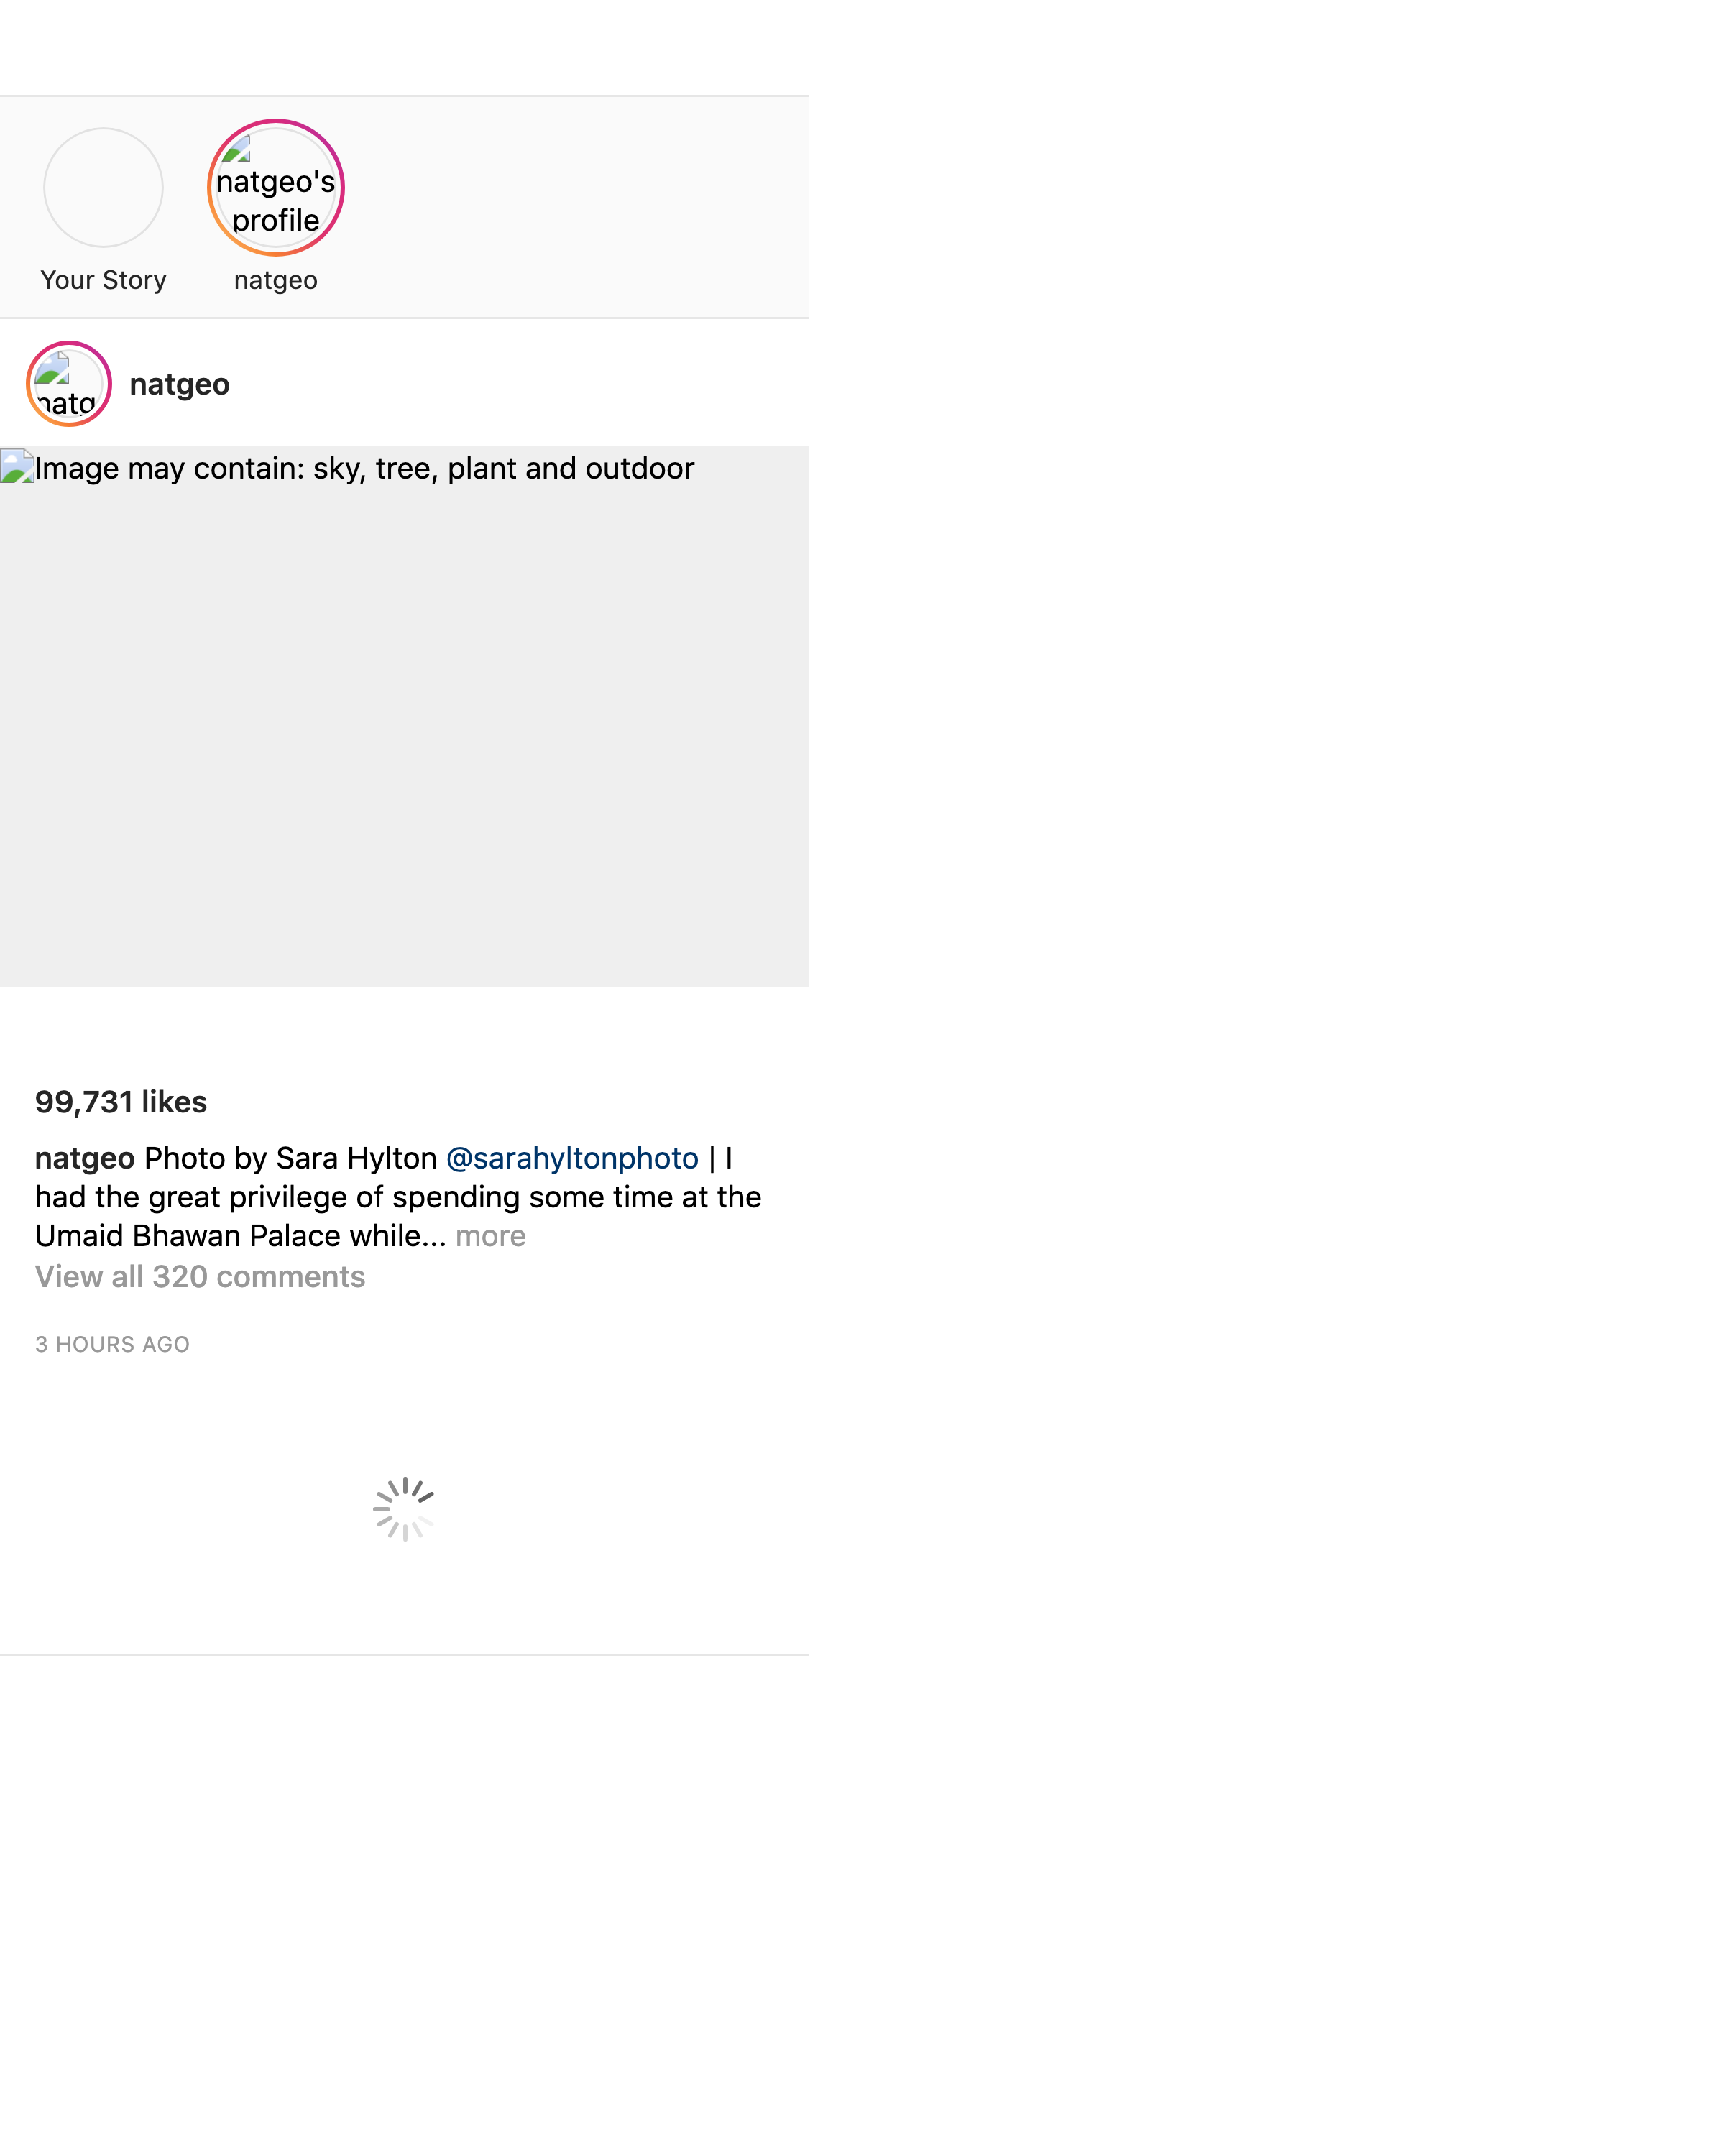 natgeo's
profile
Your Story
natgeo
natg
natgeo
Image may contain: sky, tree, plant and outdoor
99,731 likes
natgeo Photo by Sara Hylton @sarahyltonphoto | I
had the great privilege of spending some time at the
Umaid Bhawan Palace while... more
View all 320 comments
3 HOURS AGO